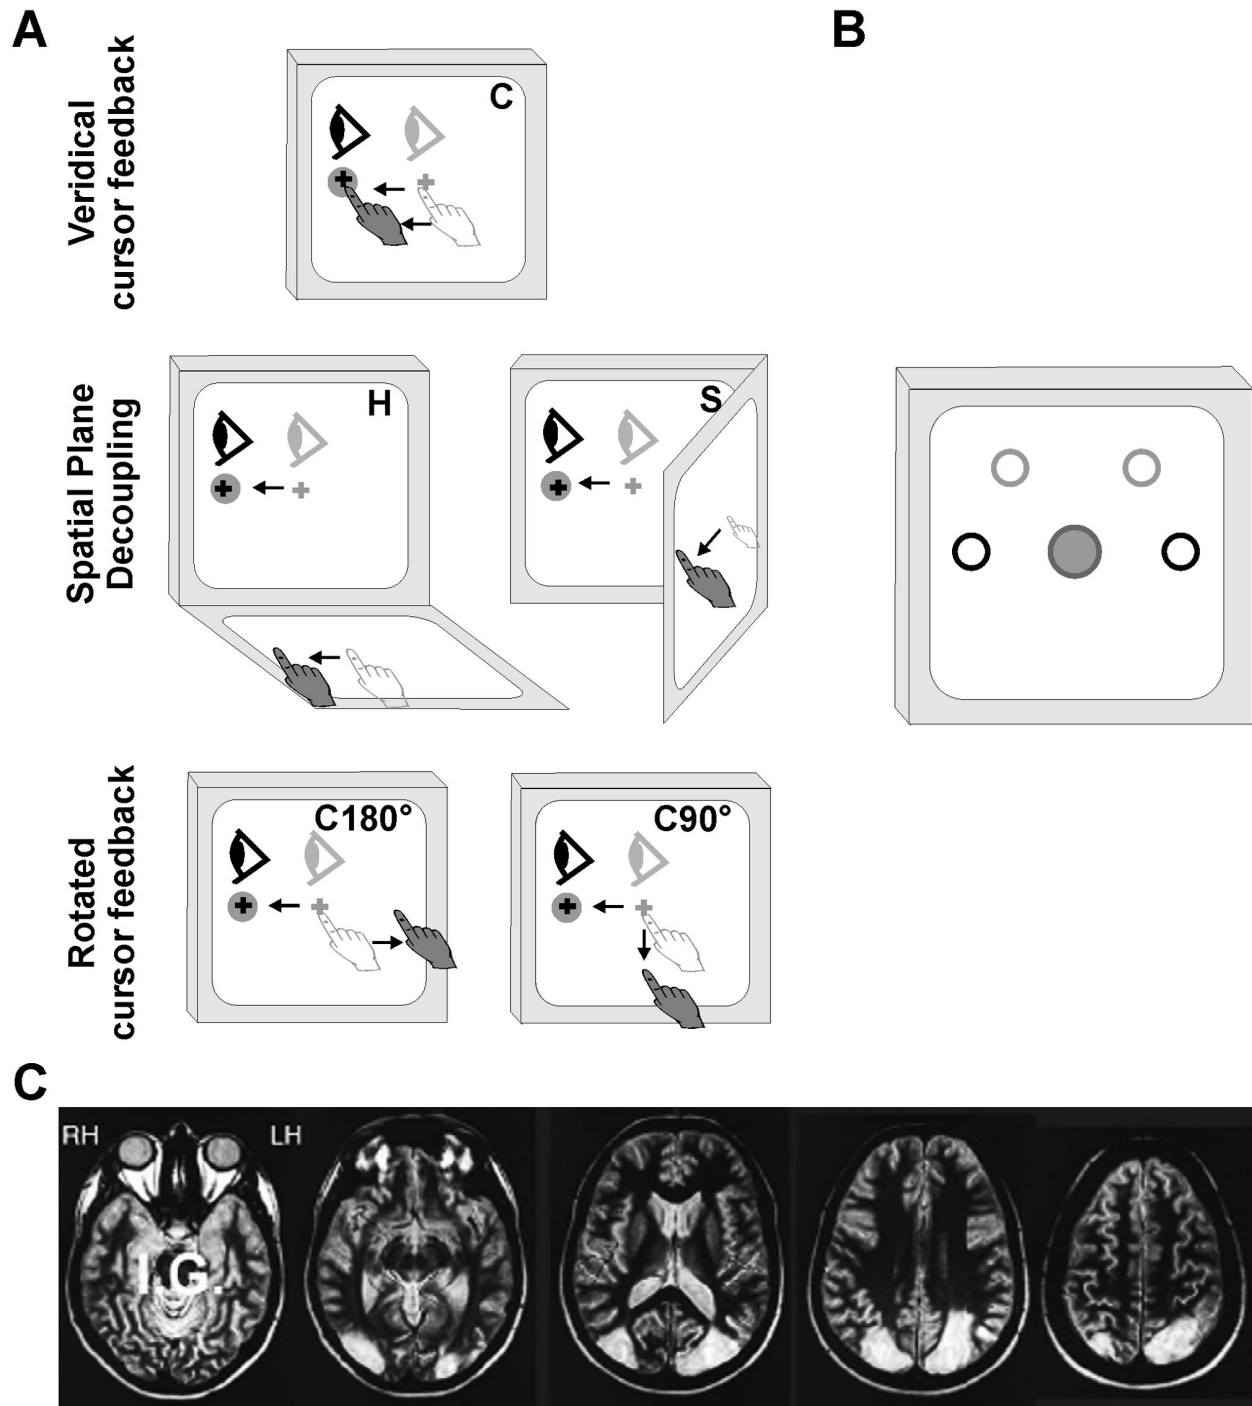 A
B
Veridical
cursor feedback
C
Spatial Plane
Decoupling
H
S
Rotated
cursor feedback
C180°
C90°
C
RH
LH
I.G.